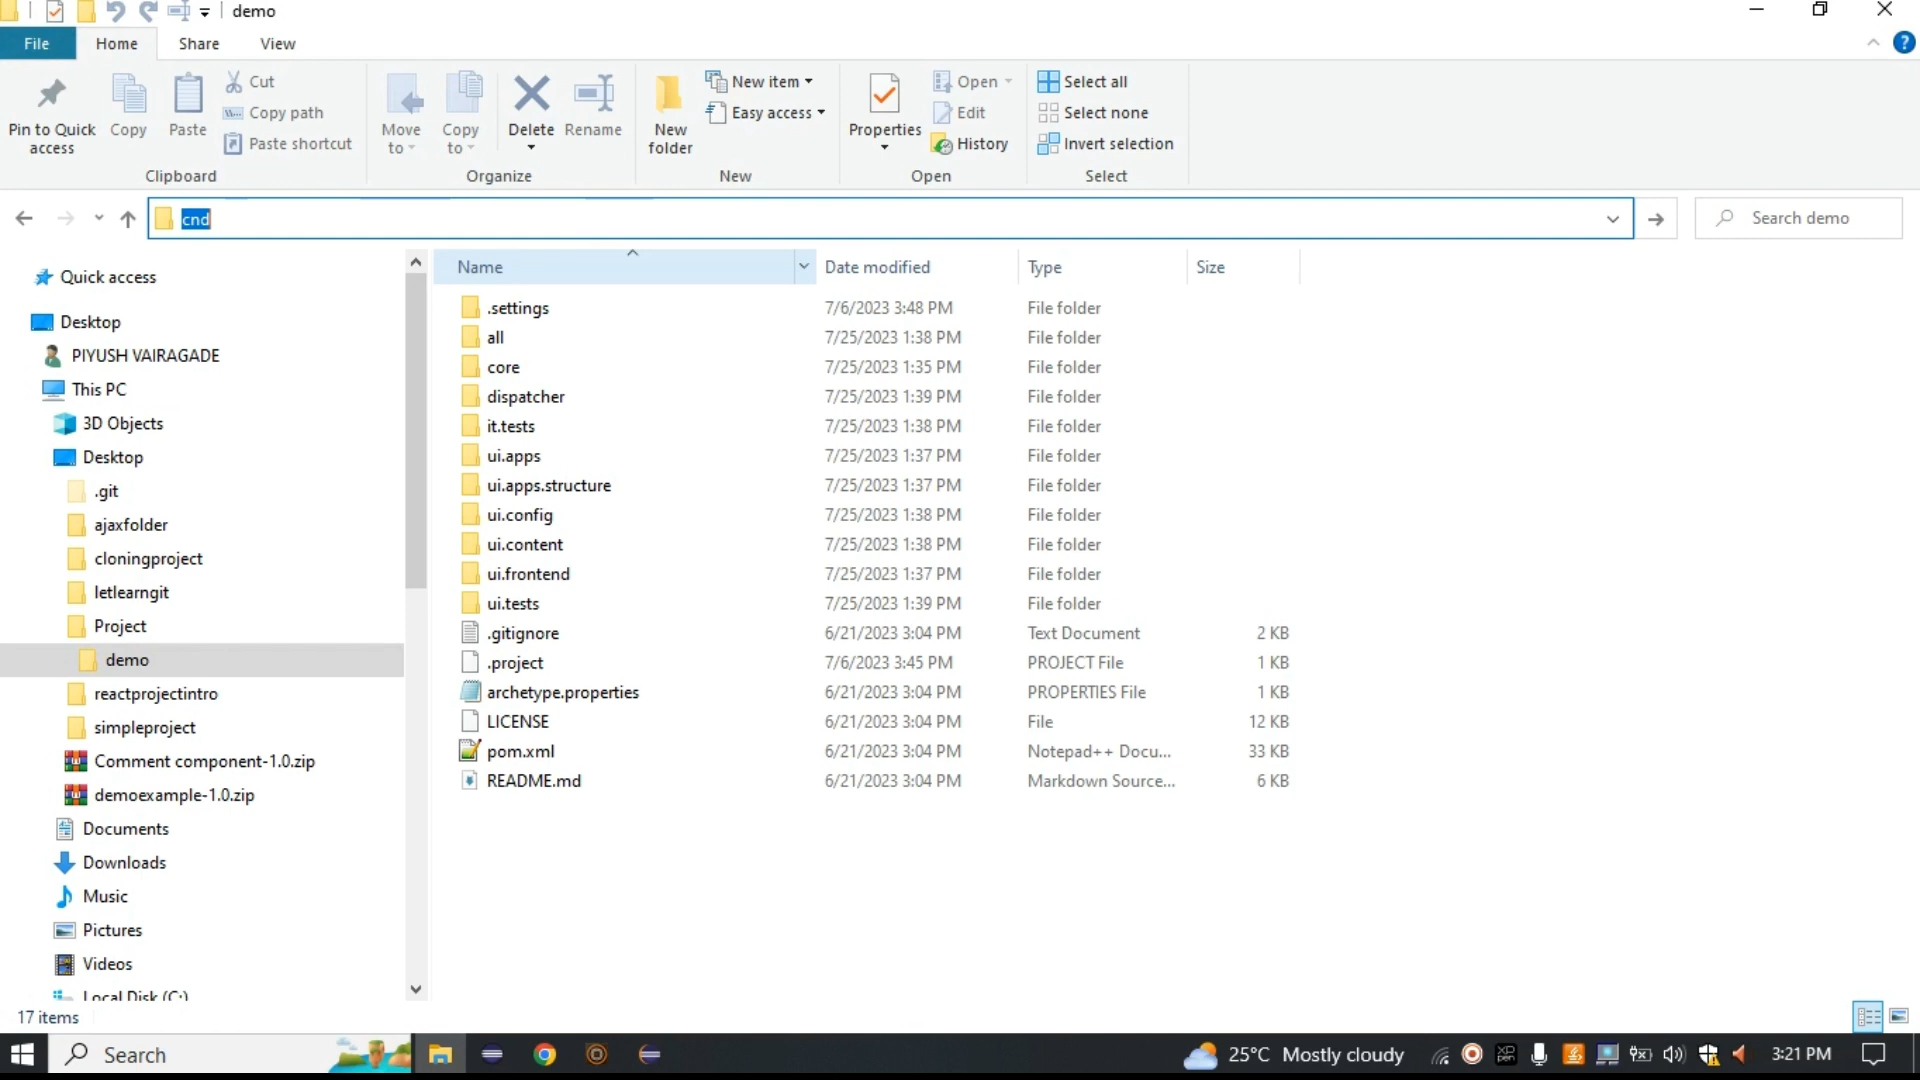 demo
File Home Share View
Pin to Quick access
Copy
Paste
Cut
Copy path
Paste shortcut
Clipboard
Move to
Copy to
Delete
Rename
Organize
New folder
New item
Easy access
New
Properties
Open
Edit
History
Open
Select all
Select none
Invert selection
Select
cnd
Search demo
Quick access
Desktop
PIYUSH VAIRAGADE
This PC
3D Objects
Desktop
.git
ajaxfolder
cloningproject
letlearngit
Project
demo
reactprojectintro
simpleproject
Comment component-1.0.zip
demoexample-1.0.zip
Documents
Downloads
Music
Pictures
Videos
Local Disk (C:)
Name Date modified Type Size
.settings 7/6/2023 3:48 PM File folder
all 7/25/2023 1:38 PM File folder
core 7/25/2023 1:35 PM File folder
dispatcher 7/25/2023 1:39 PM File folder
it.tests 7/25/2023 1:38 PM File folder
ui.apps 7/25/2023 1:37 PM File folder
ui.apps.structure 7/25/2023 1:37 PM File folder
ui.config 7/25/2023 1:38 PM File folder
ui.content 7/25/2023 1:38 PM File folder
ui.frontend 7/25/2023 1:37 PM File folder
ui.tests 7/25/2023 1:39 PM File folder
.gitignore 6/21/2023 3:04 PM Text Document 2 KB
.project 7/6/2023 3:45 PM PROJECT File 1 KB
archetype.properties 6/21/2023 3:04 PM PROPERTIES File 1 KB
LICENSE 6/21/2023 3:04 PM File 12 KB
pom.xml 6/21/2023 3:04 PM Notepad++ Docu... 33 KB
README.md 6/21/2023 3:04 PM Markdown Source... 6 KB
17 items
Search
25°C Mostly cloudy
3:21 PM